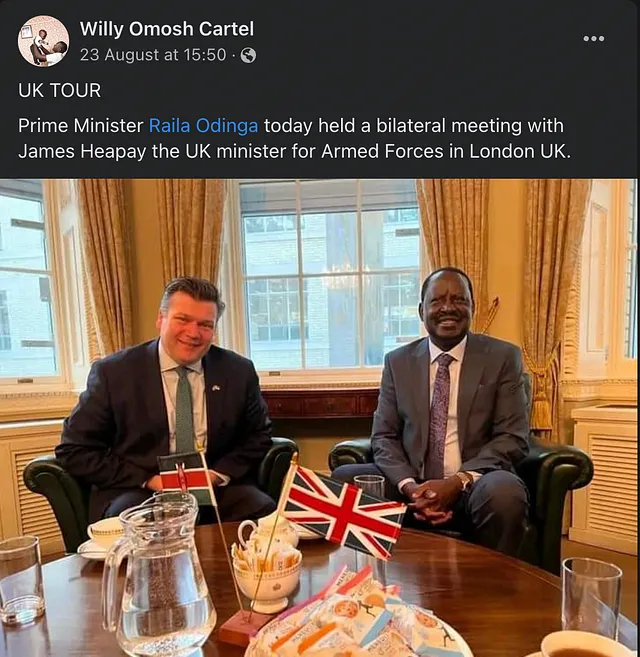 Willy Omosh Cartel
23 August at 15:50 ·
UK TOUR
Prime Minister Raila Odinga today held a bilateral meeting with
James Heapay the UK minister for Armed Forces in London UK.